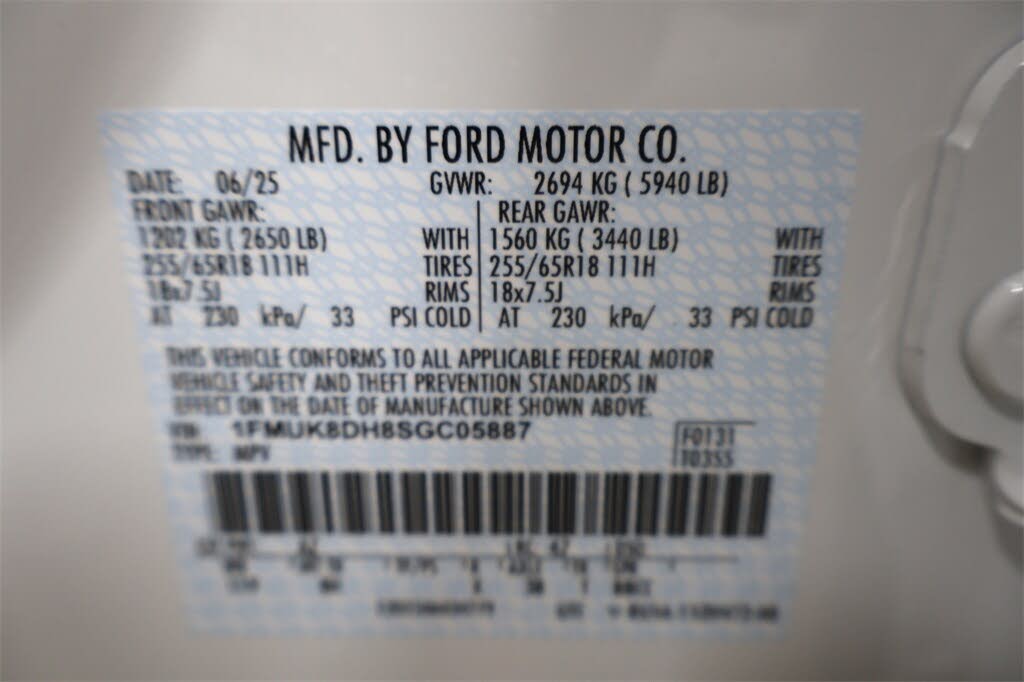 MFD. BY FORD MOTOR CO.
DATE: 06/25 GVWR: 2694 KG ( 5940 LB)
FRONT GAWR: REAR GAWR:
1202 KG ( 2650 LB) WITH 1560 KG ( 3440 LB) WITH
255/65R18 111H TIRES 255/65R18 111H TIRES
18x7.5J RIMS 18x7.5J RIMS
AT 230 kPa/ 33 PSI COLD AT 230 kPa/ 33 PSI COLD
THIS VEHICLE CONFORMS TO ALL APPLICABLE FEDERAL MOTOR
VEHICLE SAFETY AND THEFT PREVENTION STANDARDS IN
EFFECT ON THE DATE OF MANUFACTURE SHOWN ABOVE.
VIN: 1FMUK8DH8SGC05887 F0131
TYPE: MPV T0355